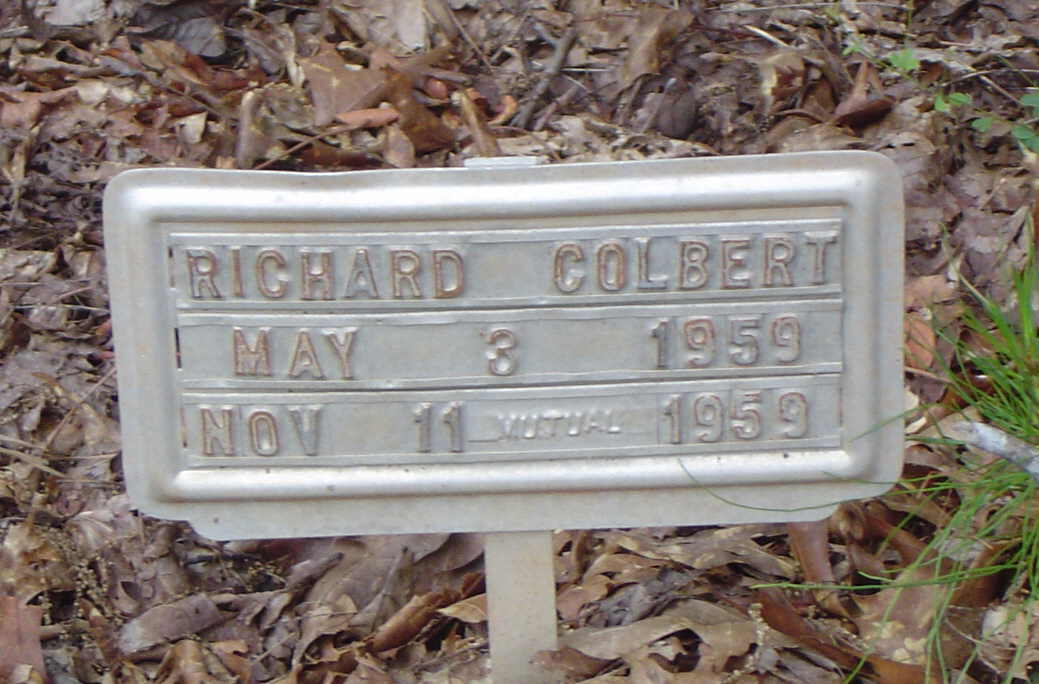 RICHARD COLBERT
MAY 3 1959
NOV 11 MUTUAL 1959